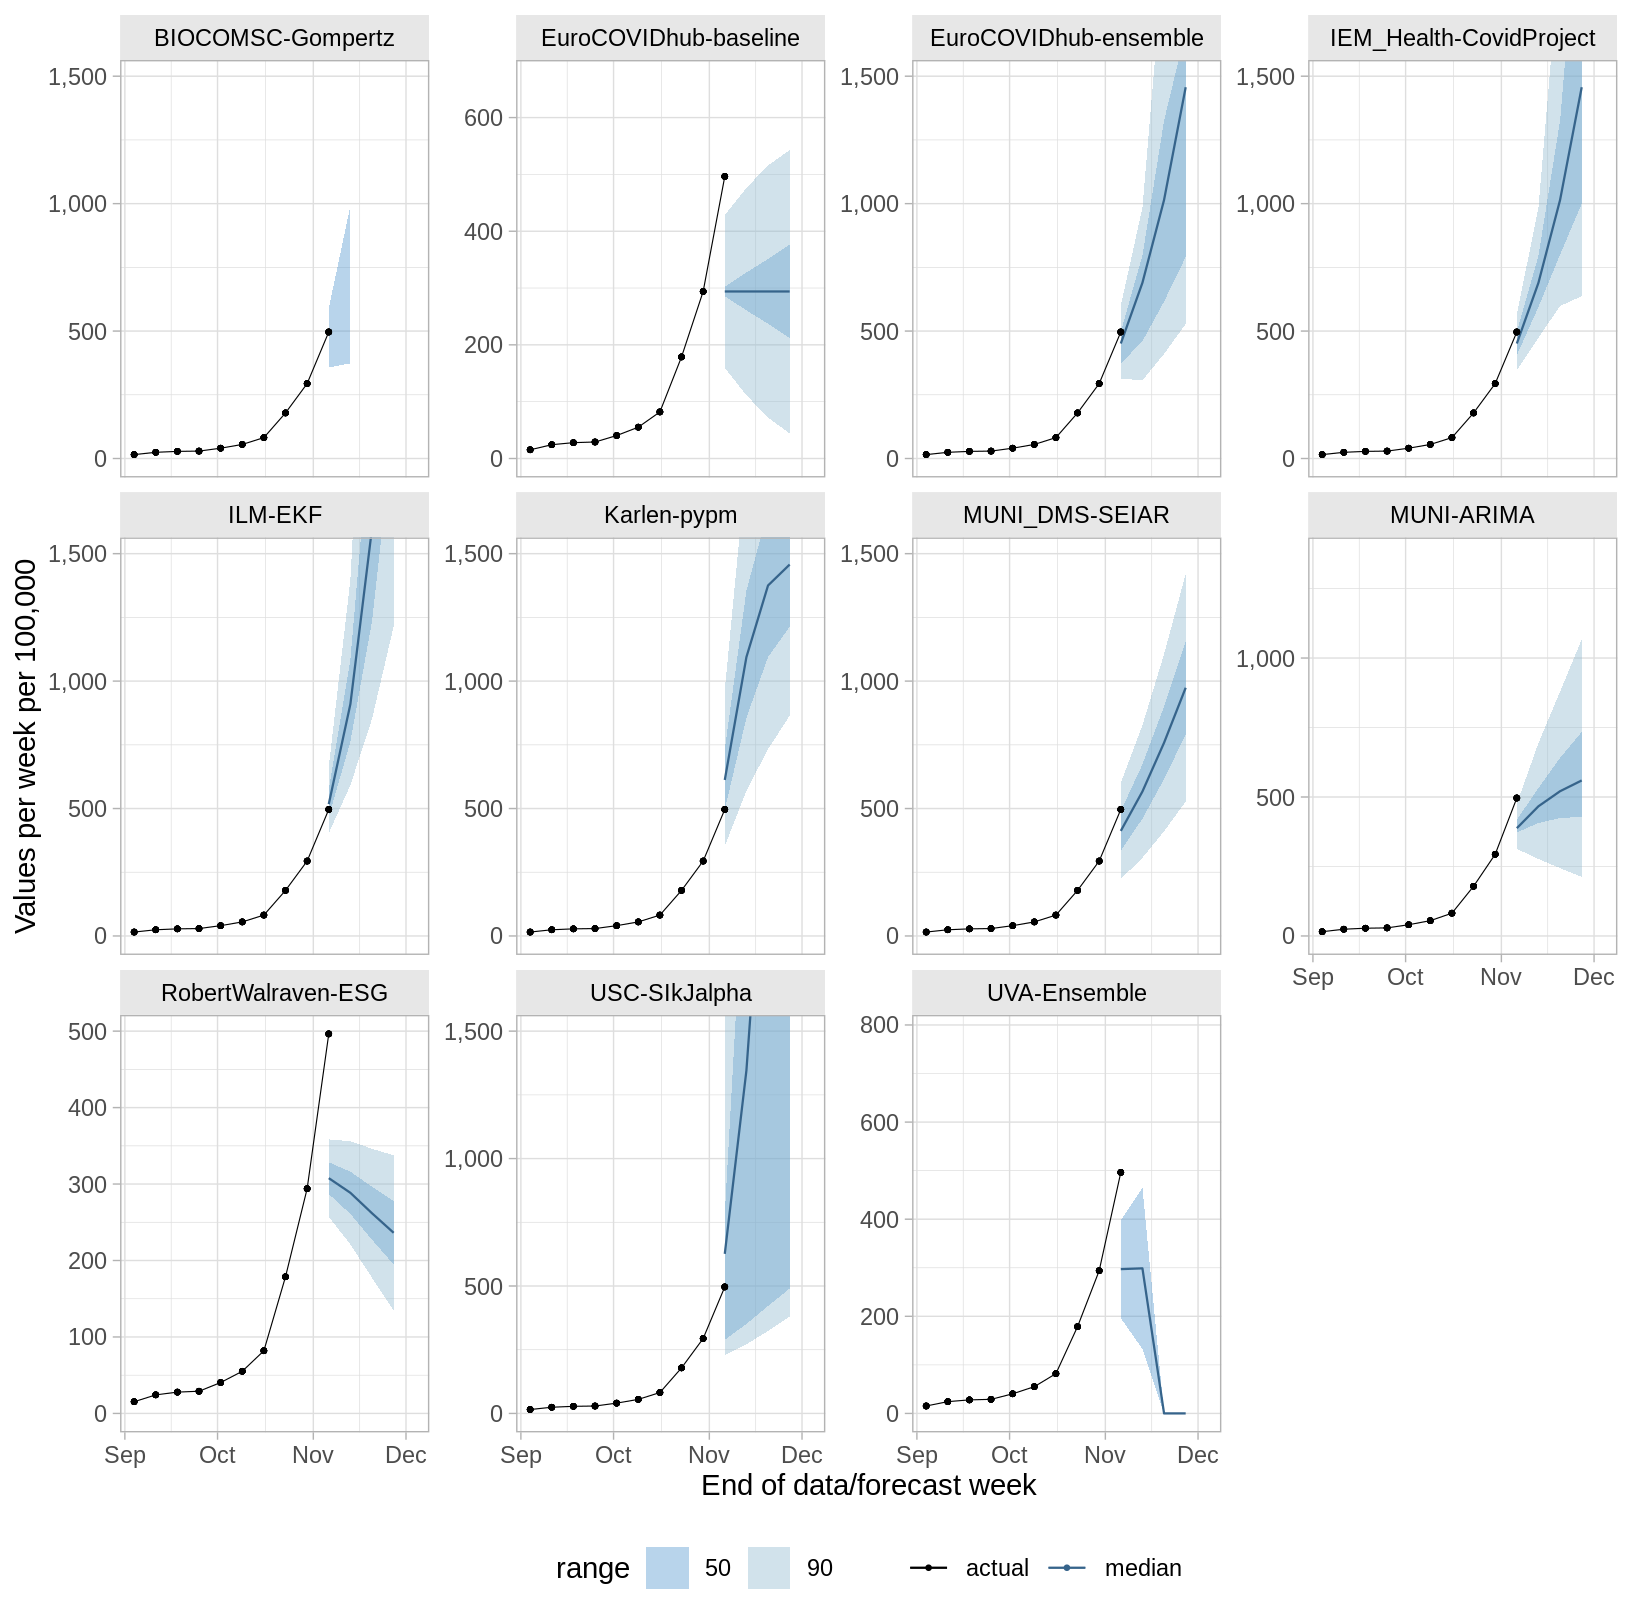 BIOCOMSC-Gompertz EuroCOVIDhub-baseline EuroCOVIDhub-ensemble IEM_Health-CovidProject
1,500 600 1,500 1,500
1,000 400 1,000 1,000
500 200 500 500
0 0 0 0
ILM-EKF Karlen-pypm MUNI_DMS-SEIAR MUNI-ARIMA
1,500 1,500 1,500
1,000 1,000 1,000 1,000
500 500 500 500
0 0 0 0
Sep Oct Nov Dec
Values per week per 100,000
RobertWalraven-ESG USC-SIkJalpha UVA-Ensemble
500 1,500 800
400 1,000 600
300 500 400
200 0 200
100 0
0
Sep Oct Nov Dec Sep Oct Nov Dec Sep Oct Nov Dec
End of data/forecast week
range 50 90 actual median